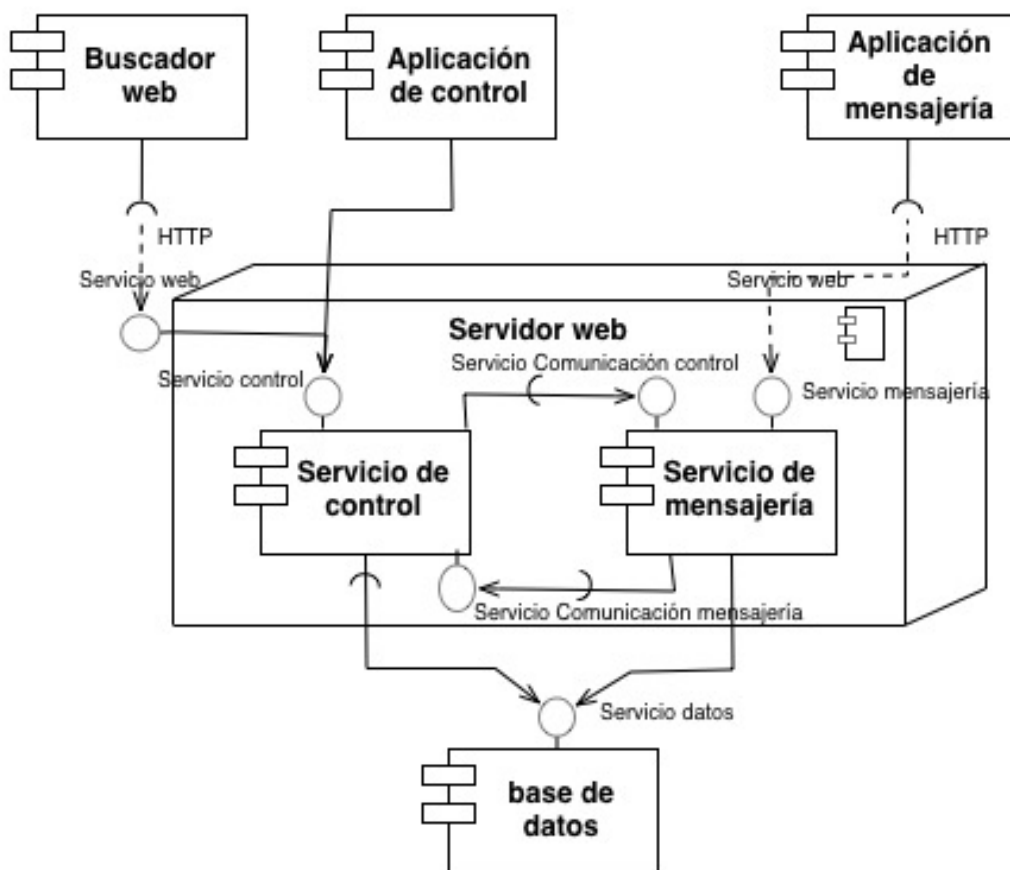 Buscador
web
Aplicación
de control
Aplicación
de
mensajería
HTTP
HTTP
Servicio web
Servicio web
Servidor web
Servicio Comunicación control
Servicio control
Servicio mensajería
Servicio de
control
Servicio de
mensajería
Servicio Comunicación mensajería
Servicio datos
base de
datos